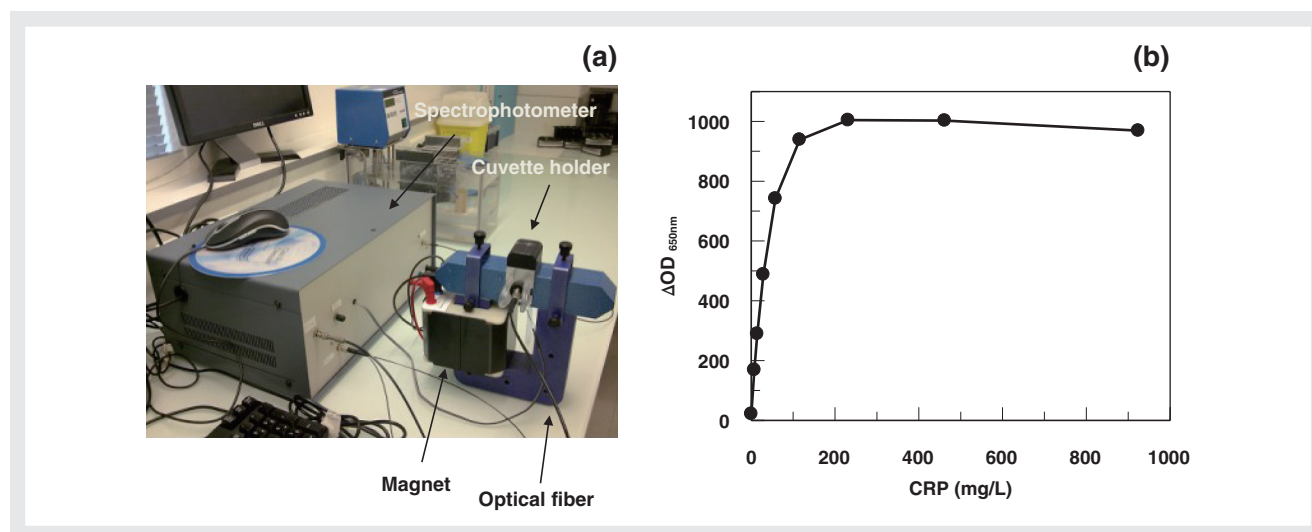 (a)
Spectrophotometer
Cuvette holder
Magnet
Optical fiber
DELL
(b)
1000
800
600
400
200
0
ΔOD 650nm
0 200 400 600 800 1000
CRP (mg/L)